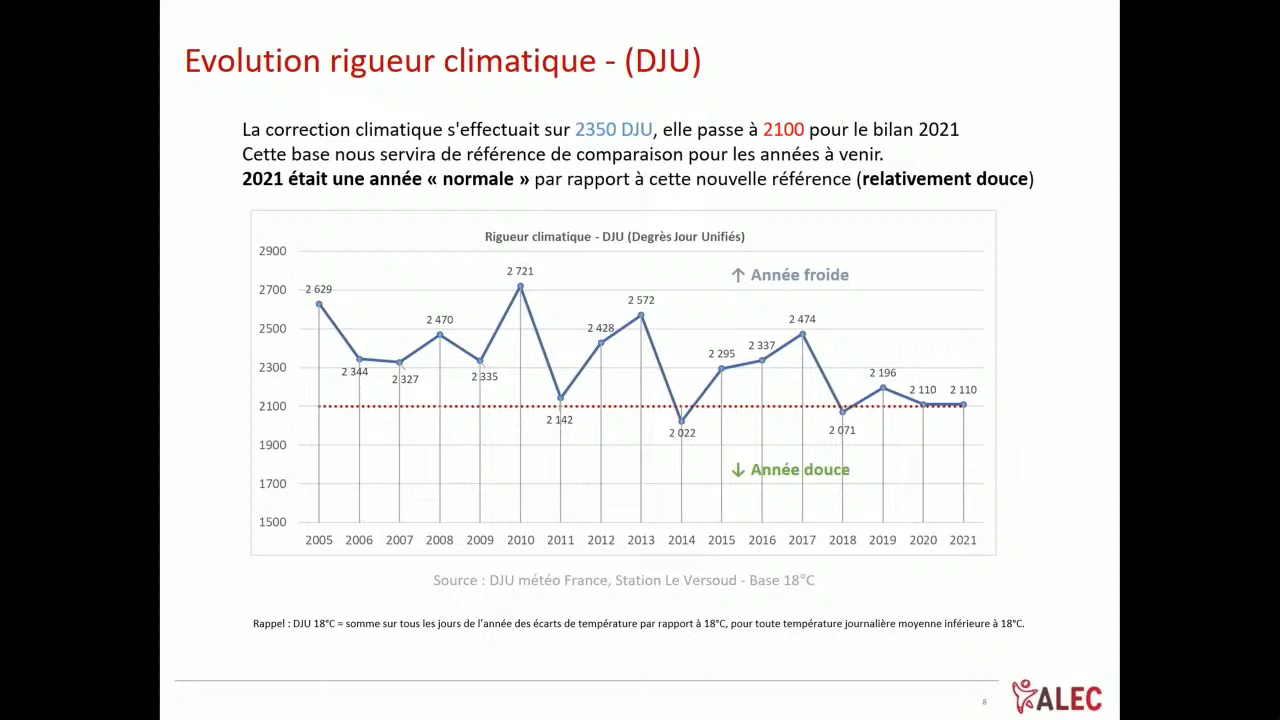 Evolution rigueur climatique - (DJU)
La correction climatique s'effectuait sur 2350 DJU, elle passe à 2100 pour le bilan 2021
Cette base nous servira de référence de comparaison pour les années à venir.
2021 était une année « normale » par rapport à cette nouvelle référence (relativement douce)
Rigueur climatique - DJU (Degrès Jour Unifiés)
2900
2700
2500
2300
2100
1900
1700
1500
↑ Année froide
2 629
2 344
2 327
2 470
2 335
2 721
2 142
2 428
2 572
2 022
2 295
2 337
2 474
2 071
2 196
2 110
2 110
↓ Année douce
2005 2006 2007 2008 2009 2010 2011 2012 2013 2014 2015 2016 2017 2018 2019 2020 2021
Source : DJU météo France, Station Le Versoud - Base 18°C
Rappel : DJU 18°C = somme sur tous les jours de l'année des écarts de température par rapport à 18°C, pour toute température journalière moyenne inférieure à 18°C.
8
ALEC